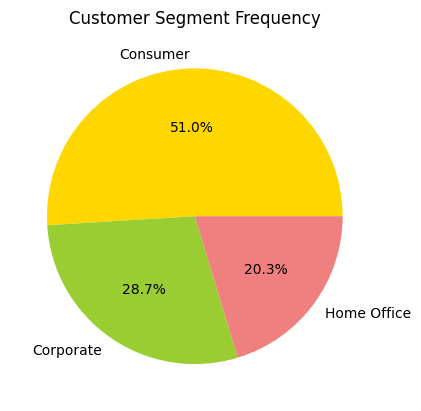 Customer Segment Frequency
Consumer
51.0%
28.7%
20.3%
Home Office
Corporate